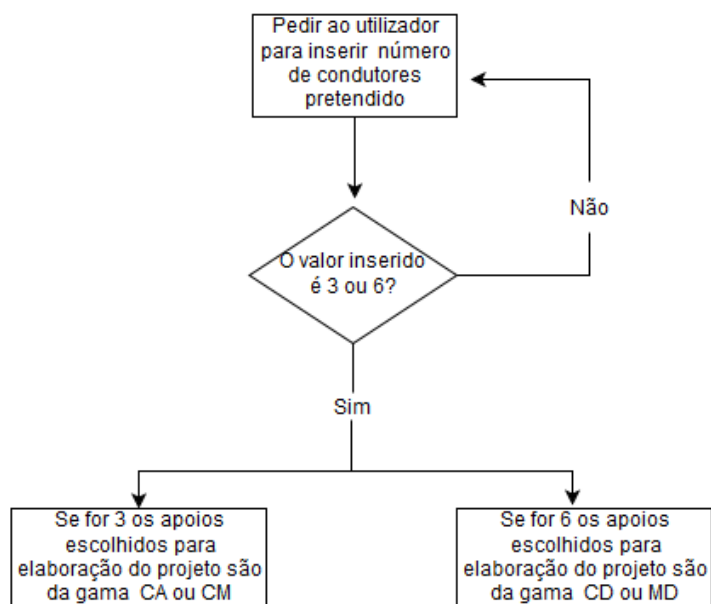 Pedir ao utilizador
para inserir número
de condutores
pretendido
Não
O valor inserido
é 3 ou 6?
Sim
Se for 3 os apoios
escolhidos para
elaboração do projeto são
da gama CA ou CM
Se for 6 os apoios
escolhidos para
elaboração do projeto são
da gama CD ou MD